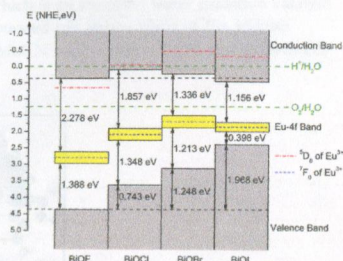 E (NHE,eV)
-1.0
Conduction Band
0.0
H⁺/H₂O
0.5
1.857 eV
1.336 eV
1.0
1.156 eV
O₂/H₂O
1.5
2.278 eV
Eu-4f Band
2.0
0.398 eV
2.5
1.348 eV
1.213 eV
⁵D₀ of Eu³⁺
3.0
⁷F₀ of Eu³⁺
3.5
1.388 eV
0.743 eV
1.248 eV
1.968 eV
4.0
4.5
5.0
Valence Band
BiOF
BiOCl
BiOBr
BiOI